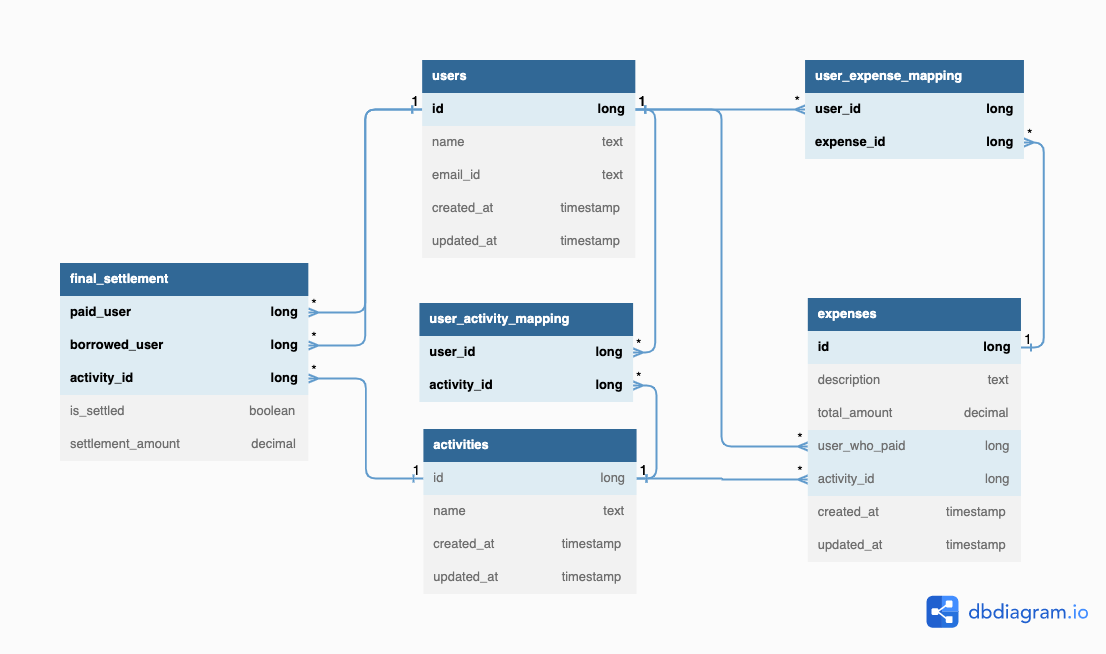 users
1 id long 1
name text
email_id text
created_at timestamp
updated_at timestamp
user_expense_mapping
* user_id long
expense_id long *
final_settlement
paid_user long *
borrowed_user long *
activity_id long *
is_settled boolean
settlement_amount decimal
user_activity_mapping
user_id long *
activity_id long *
activities
1 id long 1
name text
created_at timestamp
updated_at timestamp
expenses
id long 1
description text
total_amount decimal
* user_who_paid long
* activity_id long
created_at timestamp
updated_at timestamp
dbdiagram.io